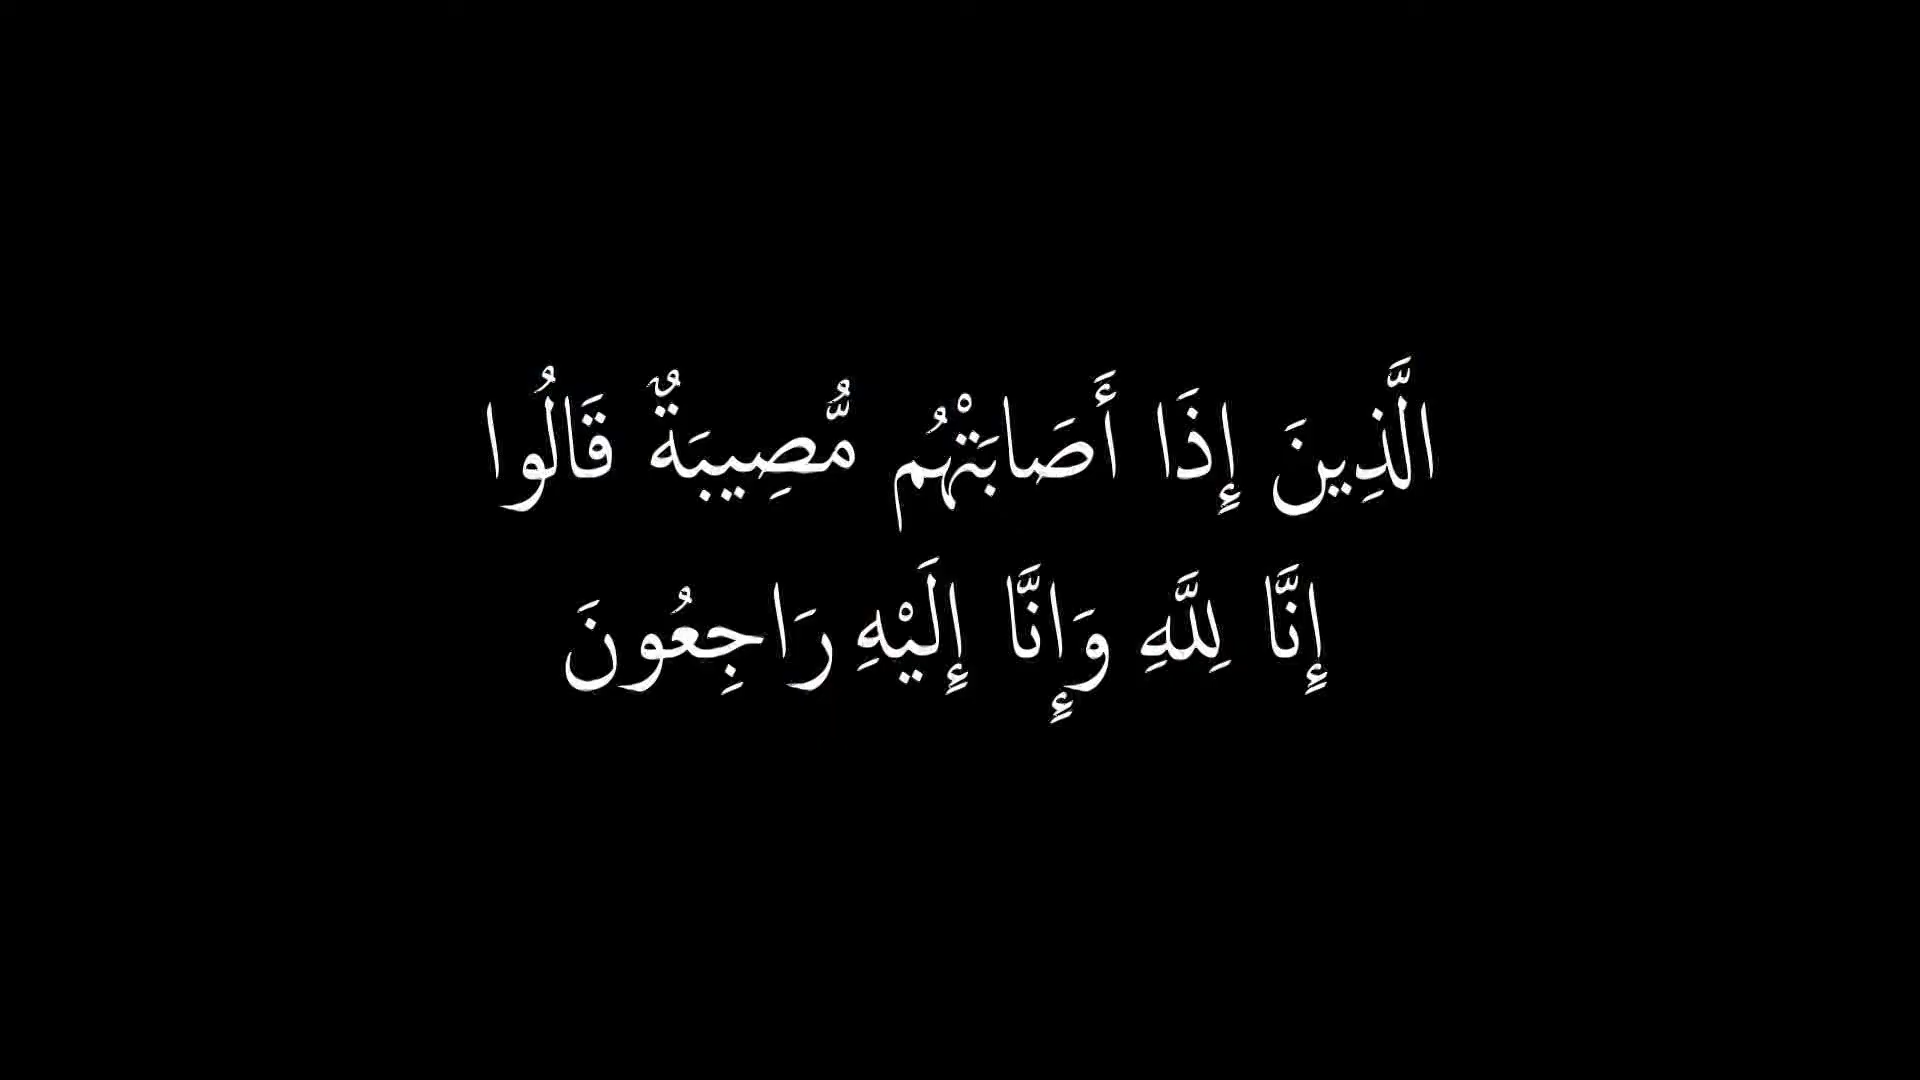 الَّذِينَ إِذَا أَصَابَتْهُم مُّصِيبَةٌ قَالُوا
إِنَّا لِلَّهِ وَإِنَّا إِلَيْهِ رَاجِعُونَ